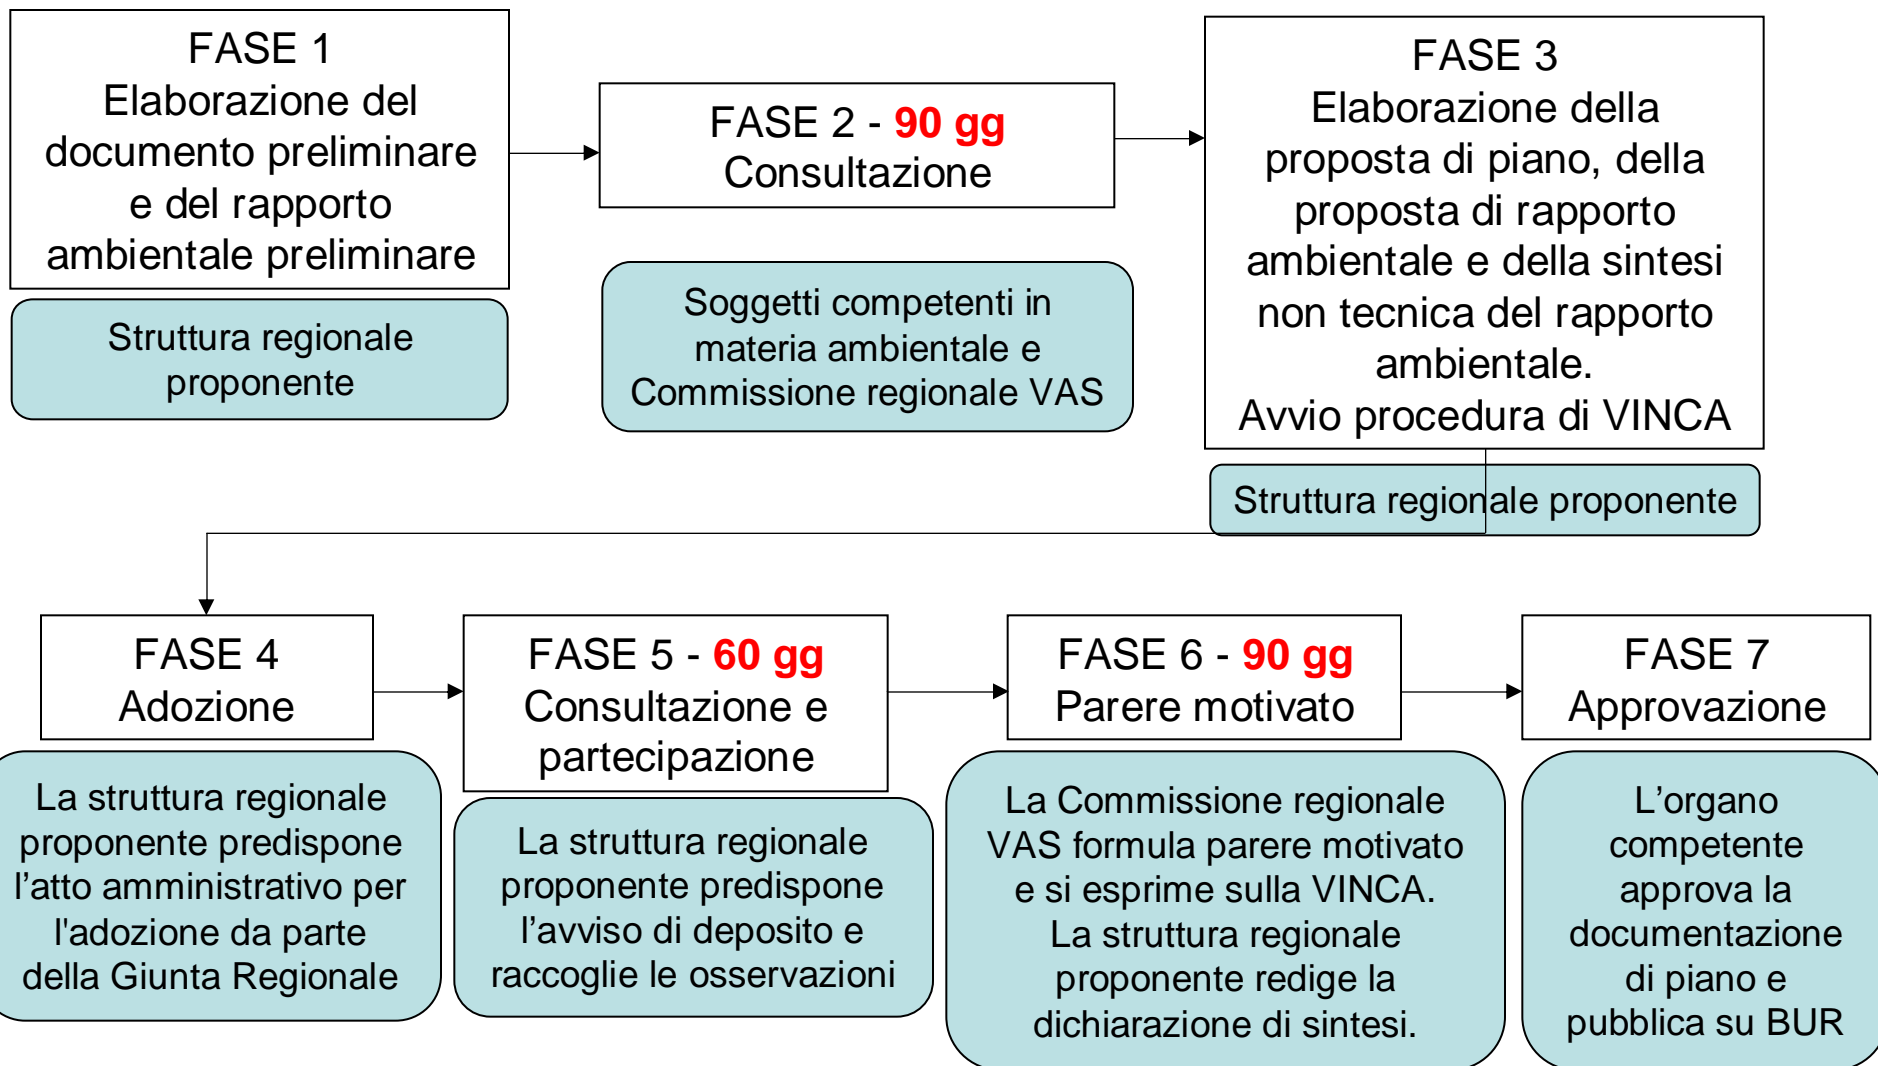 FASE 1
Elaborazione del
documento preliminare
e del rapporto
ambientale preliminare
Struttura regionale
proponente
FASE 2 - 90 gg
Consultazione
Soggetti competenti in
materia ambientale e
Commissione regionale VAS
FASE 3
Elaborazione della
proposta di piano, della
proposta di rapporto
ambientale e della sintesi
non tecnica del rapporto
ambientale.
Avvio procedura di VINCA
Struttura regionale proponente
FASE 4
Adozione
La struttura regionale
proponente predispone
l’atto amministrativo per
l'adozione da parte
della Giunta Regionale
FASE 5 - 60 gg
Consultazione e
partecipazione
La struttura regionale
proponente predispone
l’avviso di deposito e
raccoglie le osservazioni
FASE 6 - 90 gg
Parere motivato
La Commissione regionale
VAS formula parere motivato
e si esprime sulla VINCA.
La struttura regionale
proponente redige la
dichiarazione di sintesi.
FASE 7
Approvazione
L’organo
competente
approva la
documentazione
di piano e
pubblica su BUR